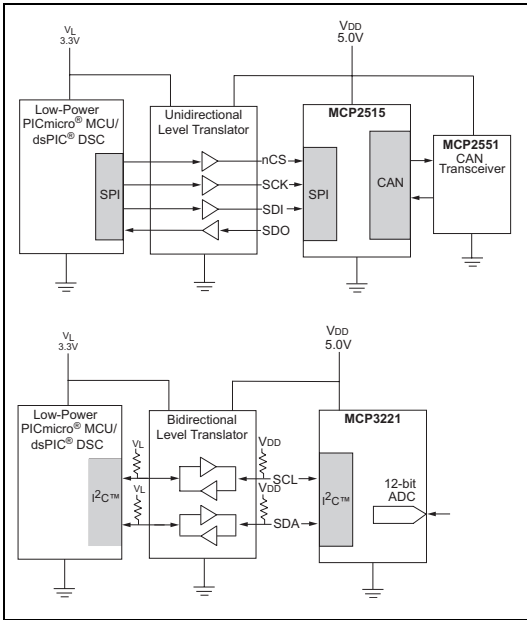 VL
3.3V
VDD
5.0V
Low-Power
PICmicro® MCU/
dsPIC® DSC
SPI
Unidirectional
Level Translator
nCS
SCK
SDI
SDO
MCP2515
SPI
CAN
MCP2551
CAN
Transceiver
VL
3.3V
VDD
5.0V
Low-Power
PICmicro® MCU/
dsPIC® DSC
I²C™
VL
VL
Bidirectional
Level Translator
VDD
VDD
SCL
SDA
MCP3221
I²C™
12-bit
ADC